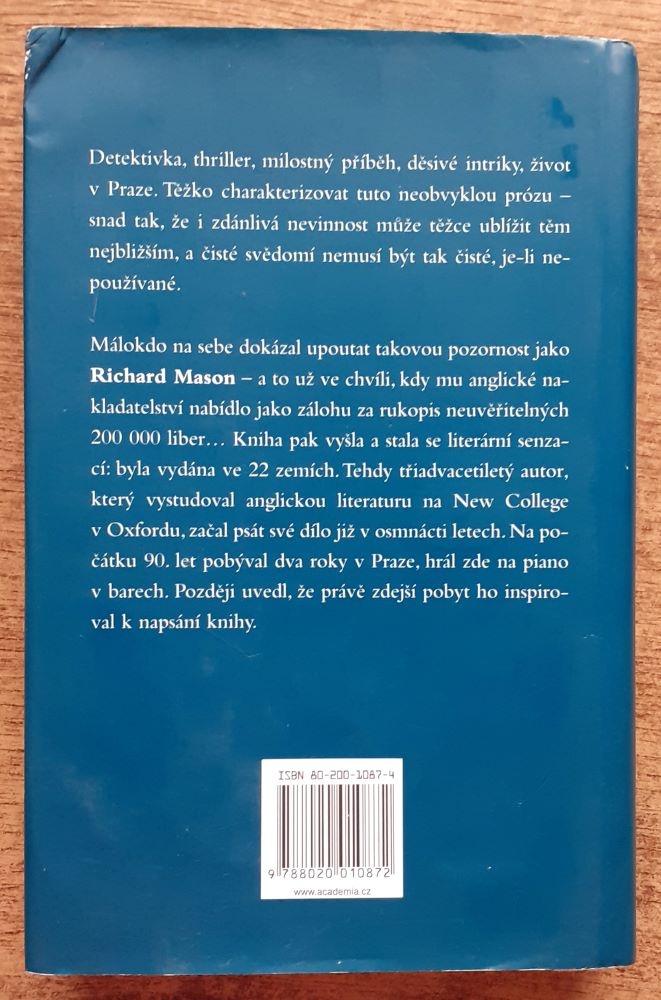 Detektivka, thriller, milostný příběh, děsivé intriky, život
v Praze. Těžko charakterizovat tuto neobvyklou prózu –
snad tak, že i zdánlivá nevinnost může těžce ublížit těm
nejbližším, a čisté svědomí nemusí být tak čisté, je-li ne-
používané.
Málokdo na sebe dokázal upoutat takovou pozornost jako
Richard Mason – a to už ve chvíli, kdy mu anglické na-
kladatelství nabídlo jako zálohu za rukopis neuvěřitelných
200 000 liber... Kniha pak vyšla a stala se literární senza-
cí: byla vydána ve 22 zemích. Tehdy třiadvacetiletý autor,
který vystudoval anglickou literaturu na New College
v Oxfordu, začal psát své dílo již v osmnácti letech. Na po-
čátku 90. let pobýval dva roky v Praze, hrál zde na piano
v barech. Později uvedl, že právě zdejší pobyt ho inspiro-
val k napsání knihy.
ISBN 80-200-1087-4
9 788020 010872
www.academia.cz